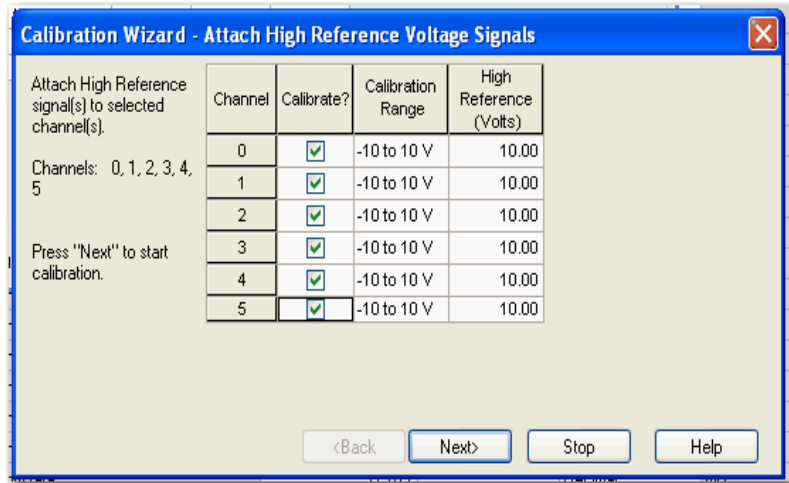 Calibration Wizard - Attach High Reference Voltage Signals
Attach High Reference
signal(s) to selected
channel(s).
Channels: 0, 1, 2, 3, 4,
5
Press "Next" to start
calibration.
Channel Calibrate? Calibration Range High Reference (Volts)
0 -10 to 10 V 10.00
1 -10 to 10 V 10.00
2 -10 to 10 V 10.00
3 -10 to 10 V 10.00
4 -10 to 10 V 10.00
5 -10 to 10 V 10.00
<Back Next> Stop Help